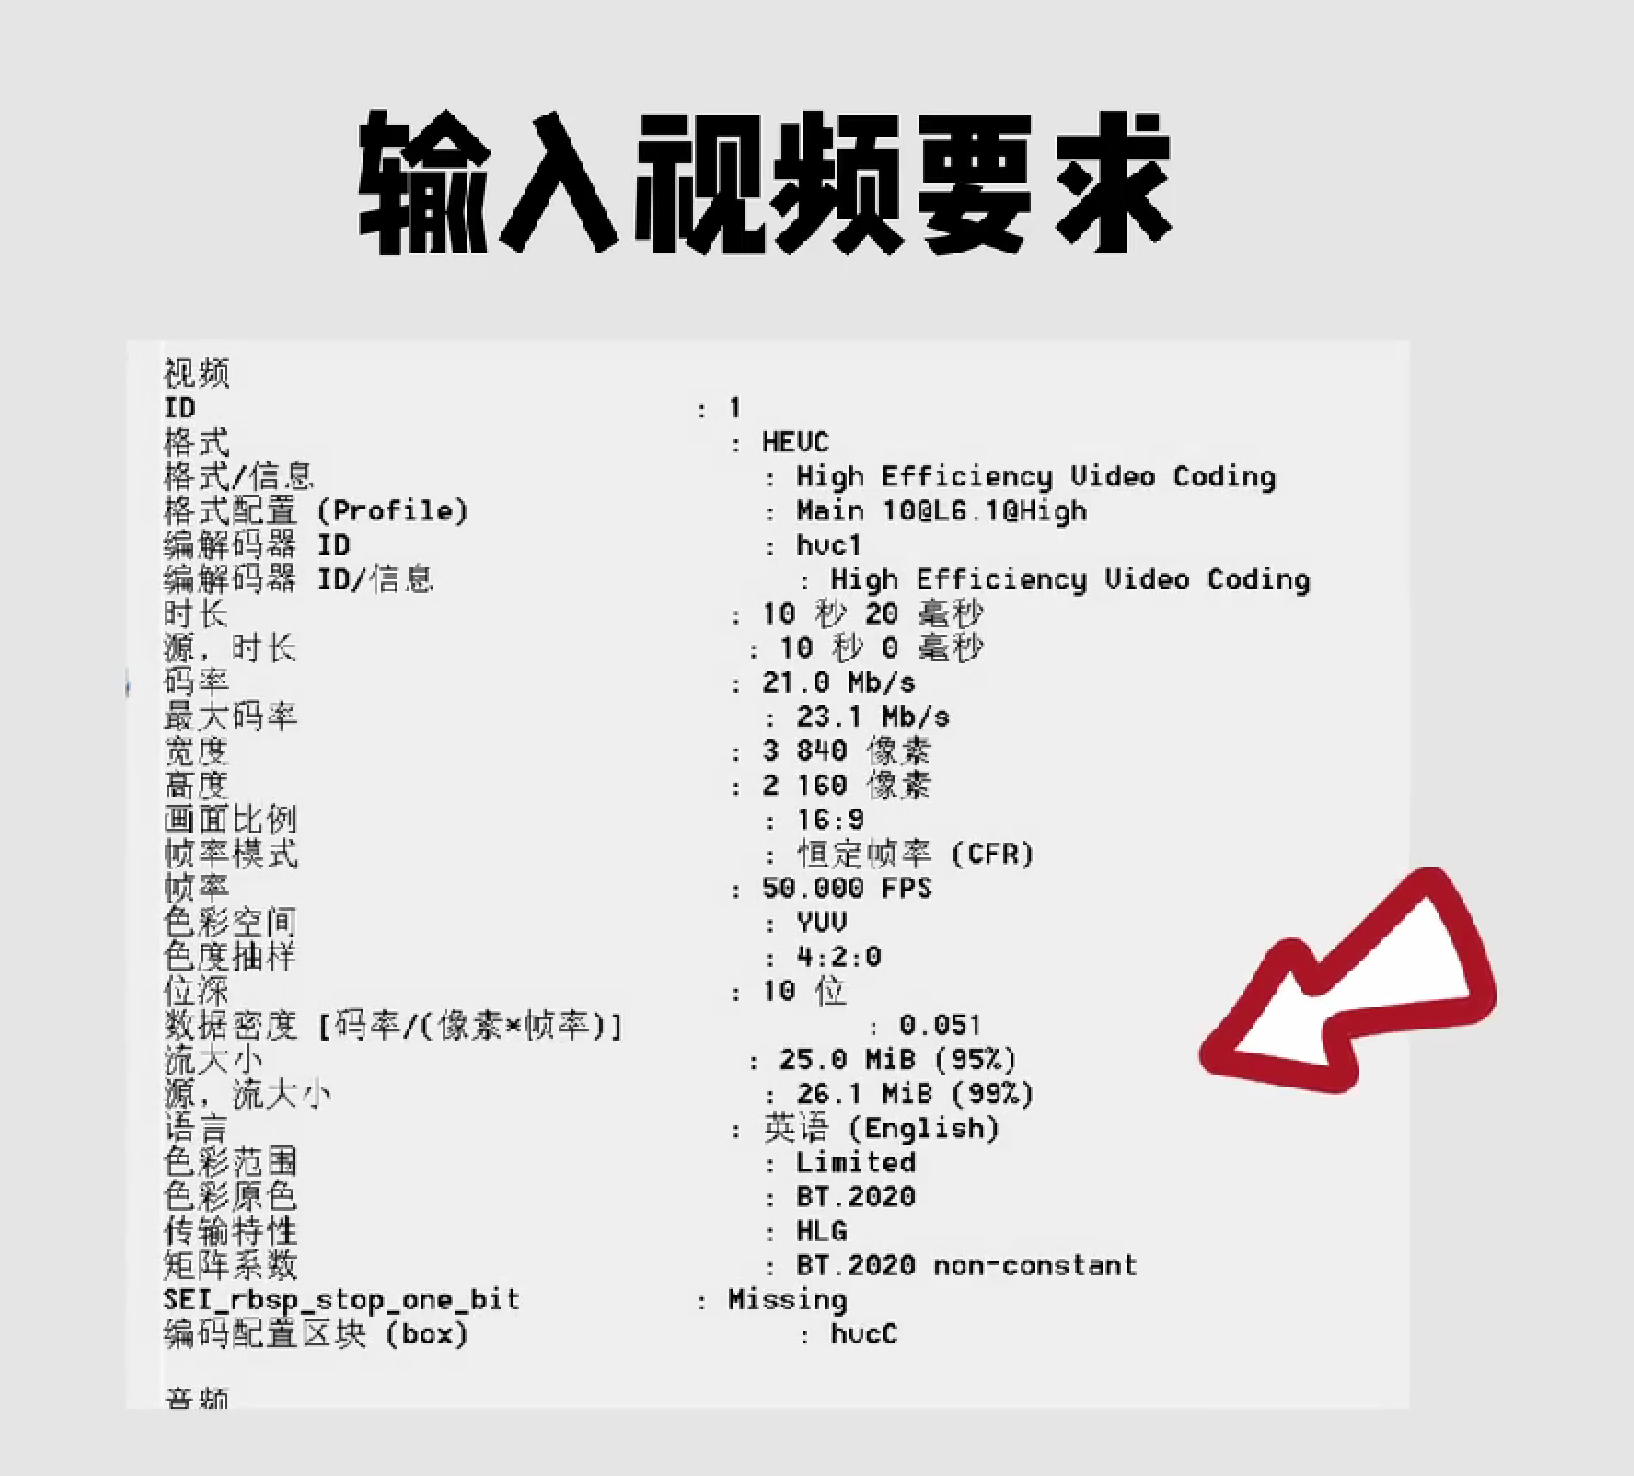 输入视频要求
视频
ID : 1
格式 : HEVC
格式/信息 : High Efficiency Video Coding
格式配置 (Profile) : Main 10@L6.1@High
编解码器 ID : hvc1
编解码器 ID/信息 : High Efficiency Video Coding
时长 : 10 秒 20 毫秒
源, 时长 : 10 秒 0 毫秒
码率 : 21.0 Mb/s
最大码率 : 23.1 Mb/s
宽度 : 3 840 像素
高度 : 2 160 像素
画面比例 : 16:9
帧率模式 : 恒定帧率 (CFR)
帧率 : 50.000 FPS
色彩空间 : YUV
色度抽样 : 4:2:0
位深 : 10 位
数据密度 [码率/(像素*帧率)] : 0.051
流大小 : 25.0 MiB (95%)
源, 流大小 : 26.1 MiB (99%)
语言 : 英语 (English)
色彩范围 : Limited
色彩原色 : BT.2020
传输特性 : HLG
矩阵系数 : BT.2020 non-constant
SEI_rbsp_stop_one_bit : Missing
编码配置区块 (box) : hvcC
音频